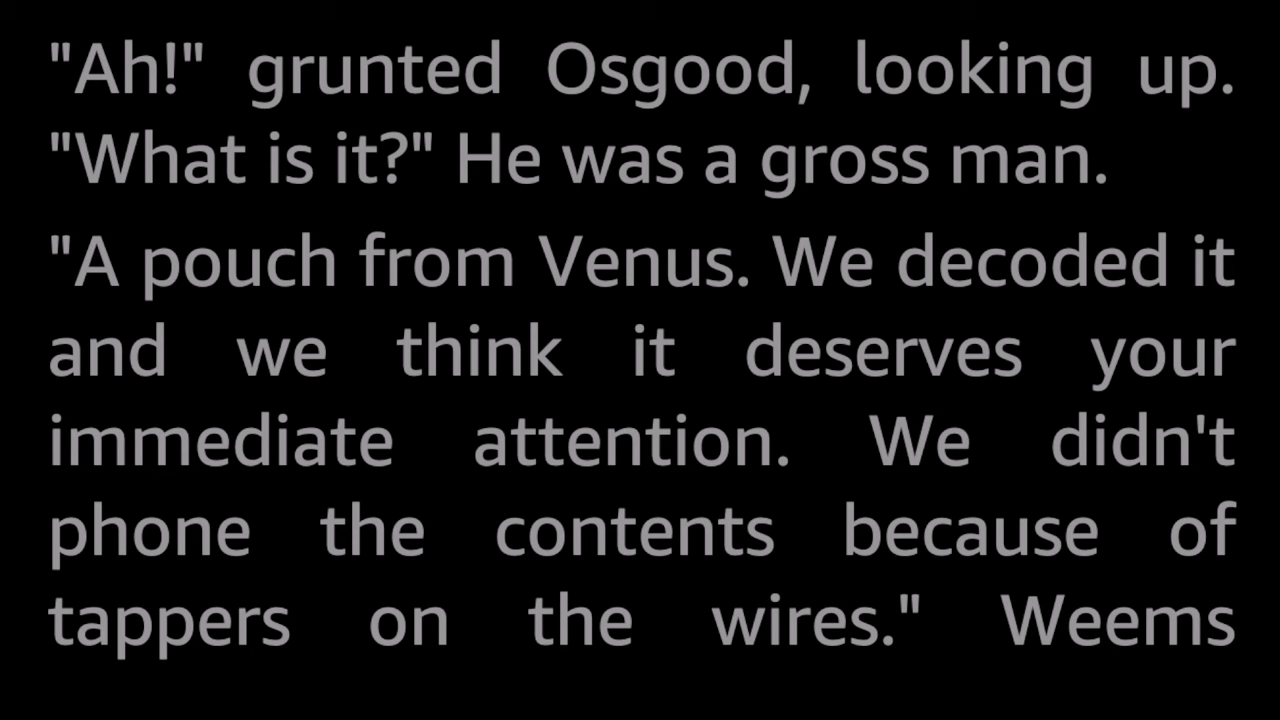 "Ah!" grunted Osgood, looking up.
"What is it?" He was a gross man.
"A pouch from Venus. We decoded it
and we think it deserves your
immediate attention. We didn't
phone the contents because of
tappers on the wires." Weems